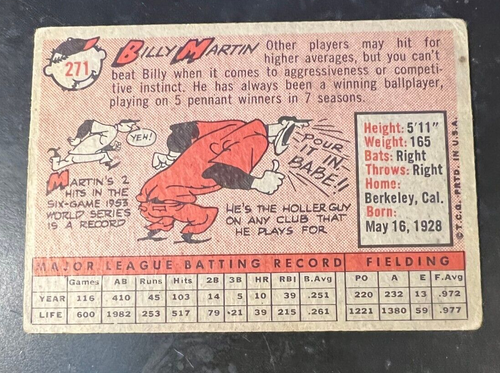 271
BILLY MARTIN
Other players may hit for
higher averages, but you can't
beat Billy when it comes to aggressiveness or competi-
tive instinct. He has always been a winning ballplayer,
playing on 5 pennant winners in 7 seasons.
YEH!
MARTIN'S 2
HITS IN THE
SIX-GAME 1953
WORLD SERIES
IS A RECORD
POUR
IT IN-
BABE!!
HE'S THE HOLLER GUY
ON ANY CLUB THAT
HE PLAYS FOR
Height: 5'11"
Weight: 165
Bats: Right
Throws: Right
Home:
Berkeley, Cal.
Born:
May 16, 1928
© T.C.G. PRTD. IN U.S.A.
MAJOR LEAGUE BATTING RECORD FIELDING
Games AB Runs Hits 2B 3B HR RBI B.Avg PO A E F.Avg
YEAR 116 410 45 103 14 5 10 39 .251 220 232 13 .972
LIFE 600 1982 253 517 79 21 39 215 .261 1221 1380 59 .977